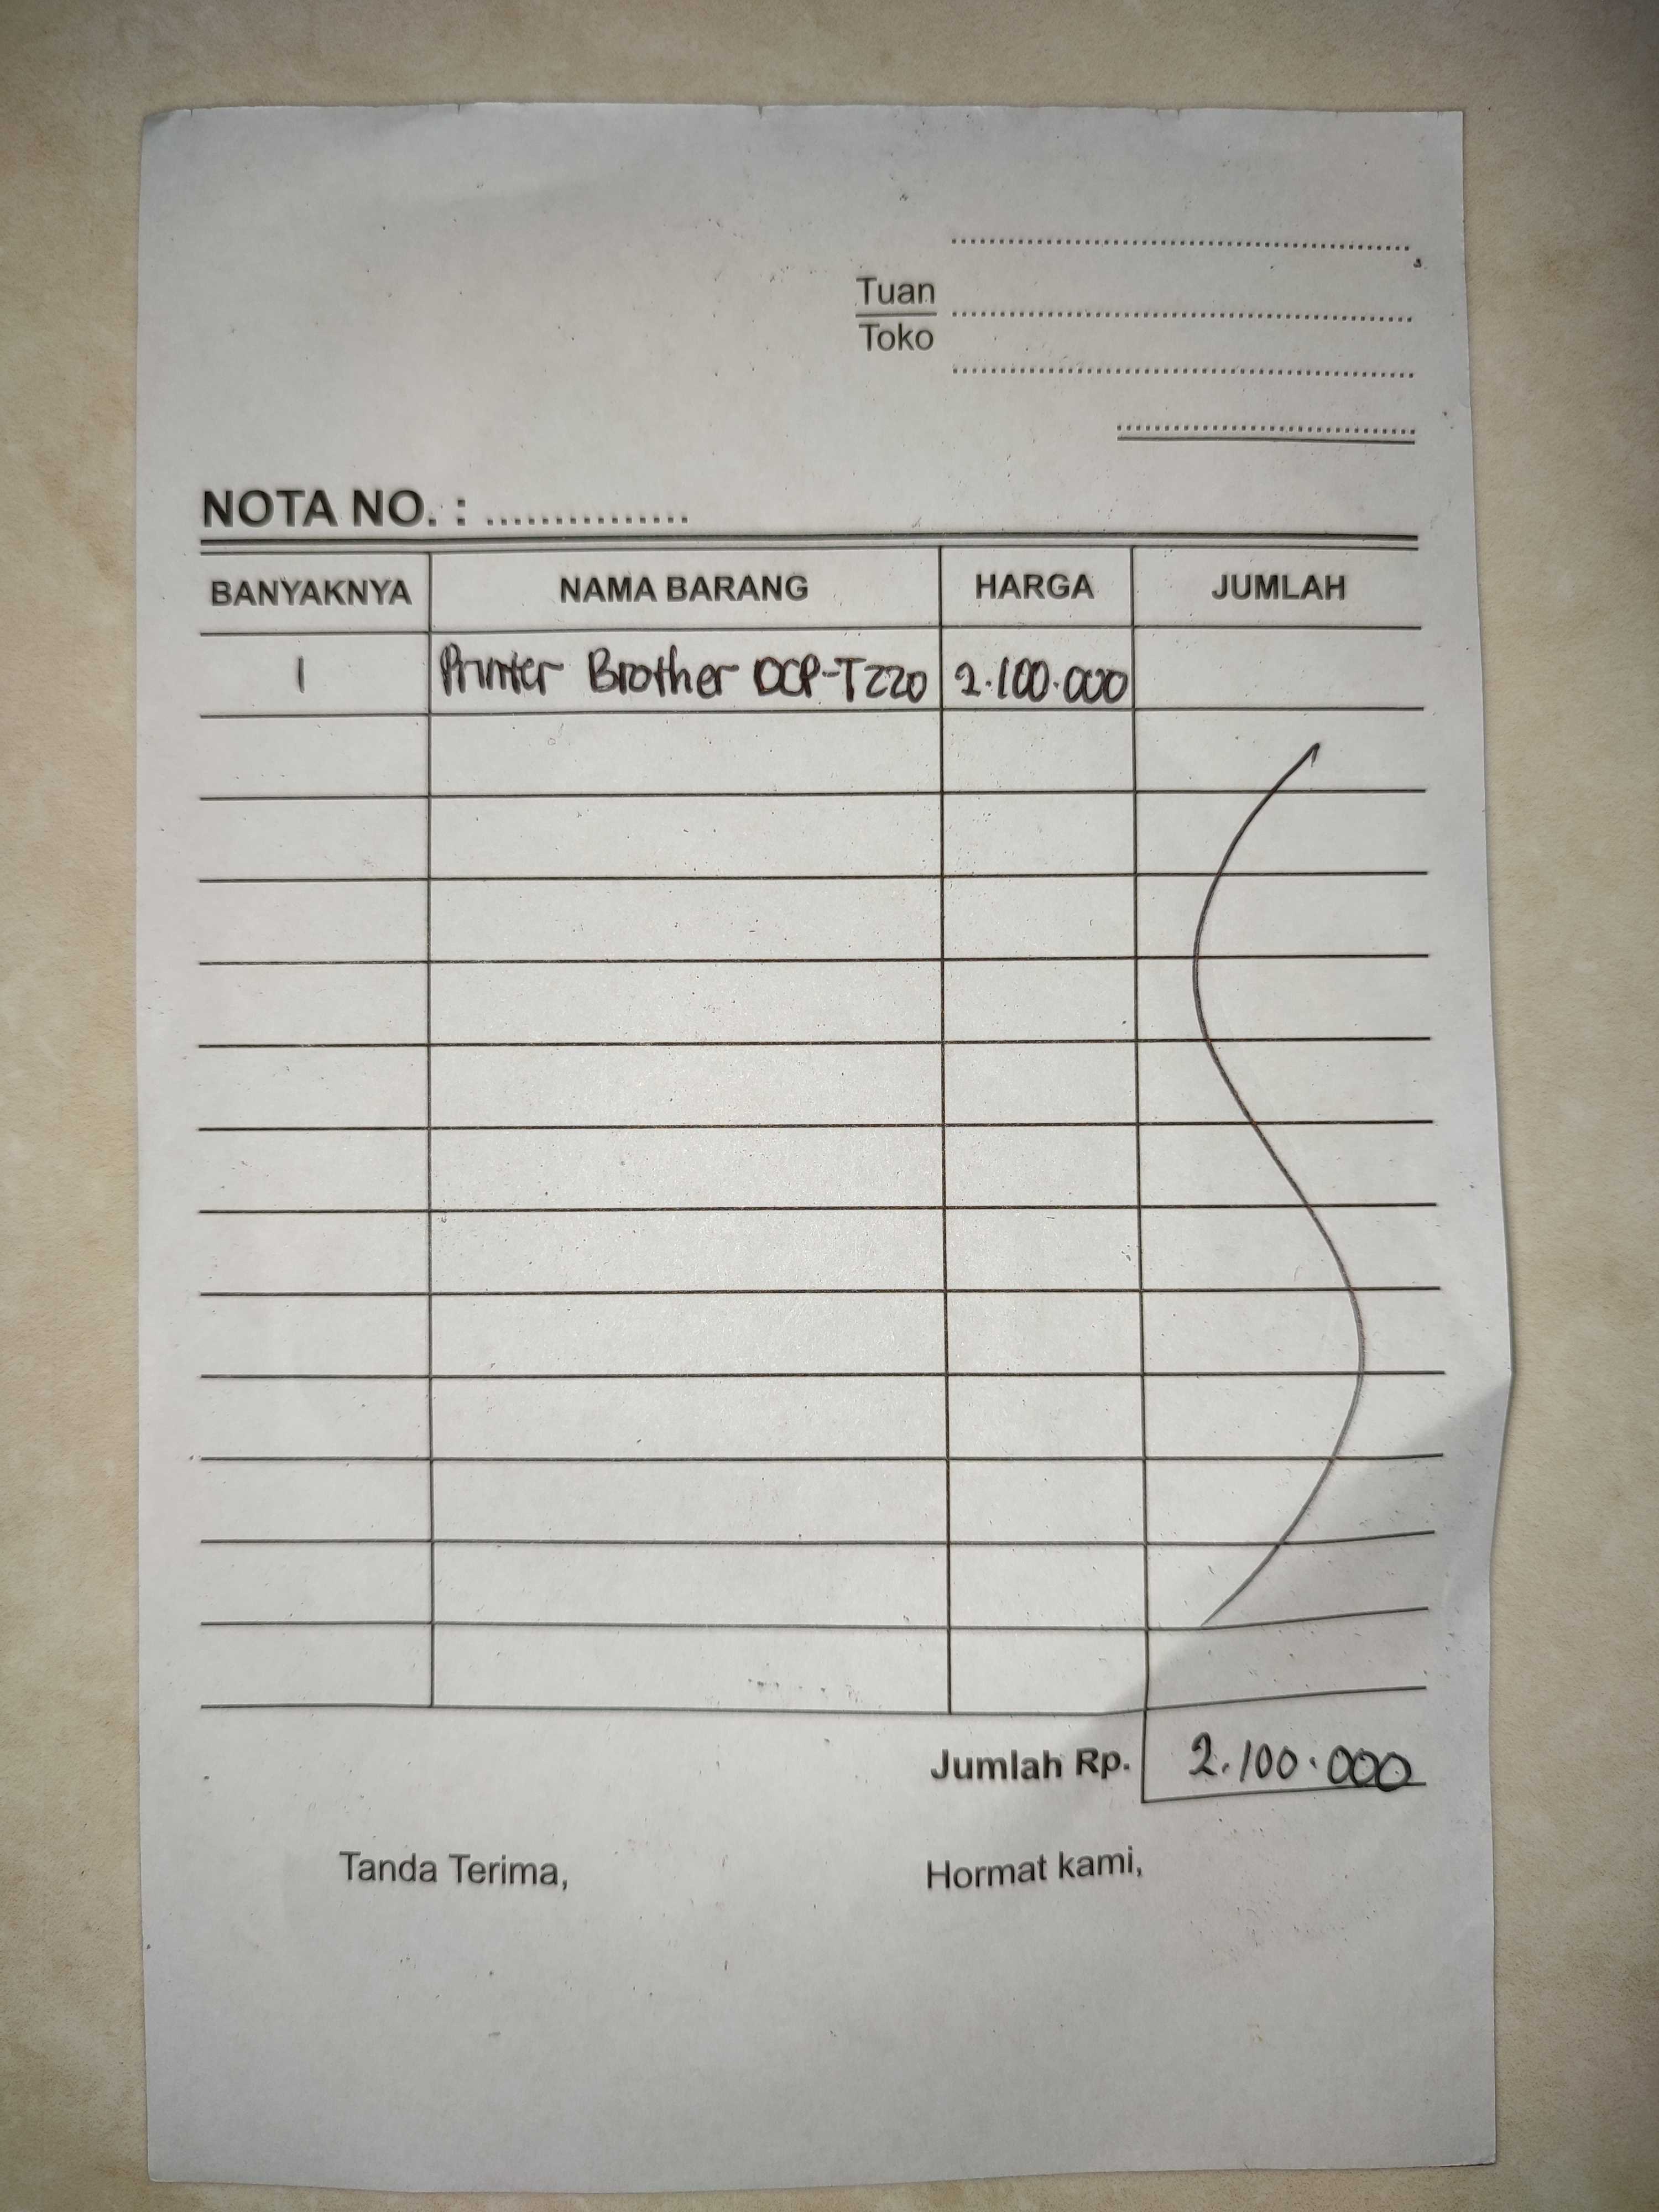 Tuan
Toko
NOTA NO. : ...............
BANYAKNYA NAMA BARANG HARGA JUMLAH
1 Printer Brother DCP-T220 2.100.000
Jumlah Rp. 2.100.000
Tanda Terima, Hormat kami,